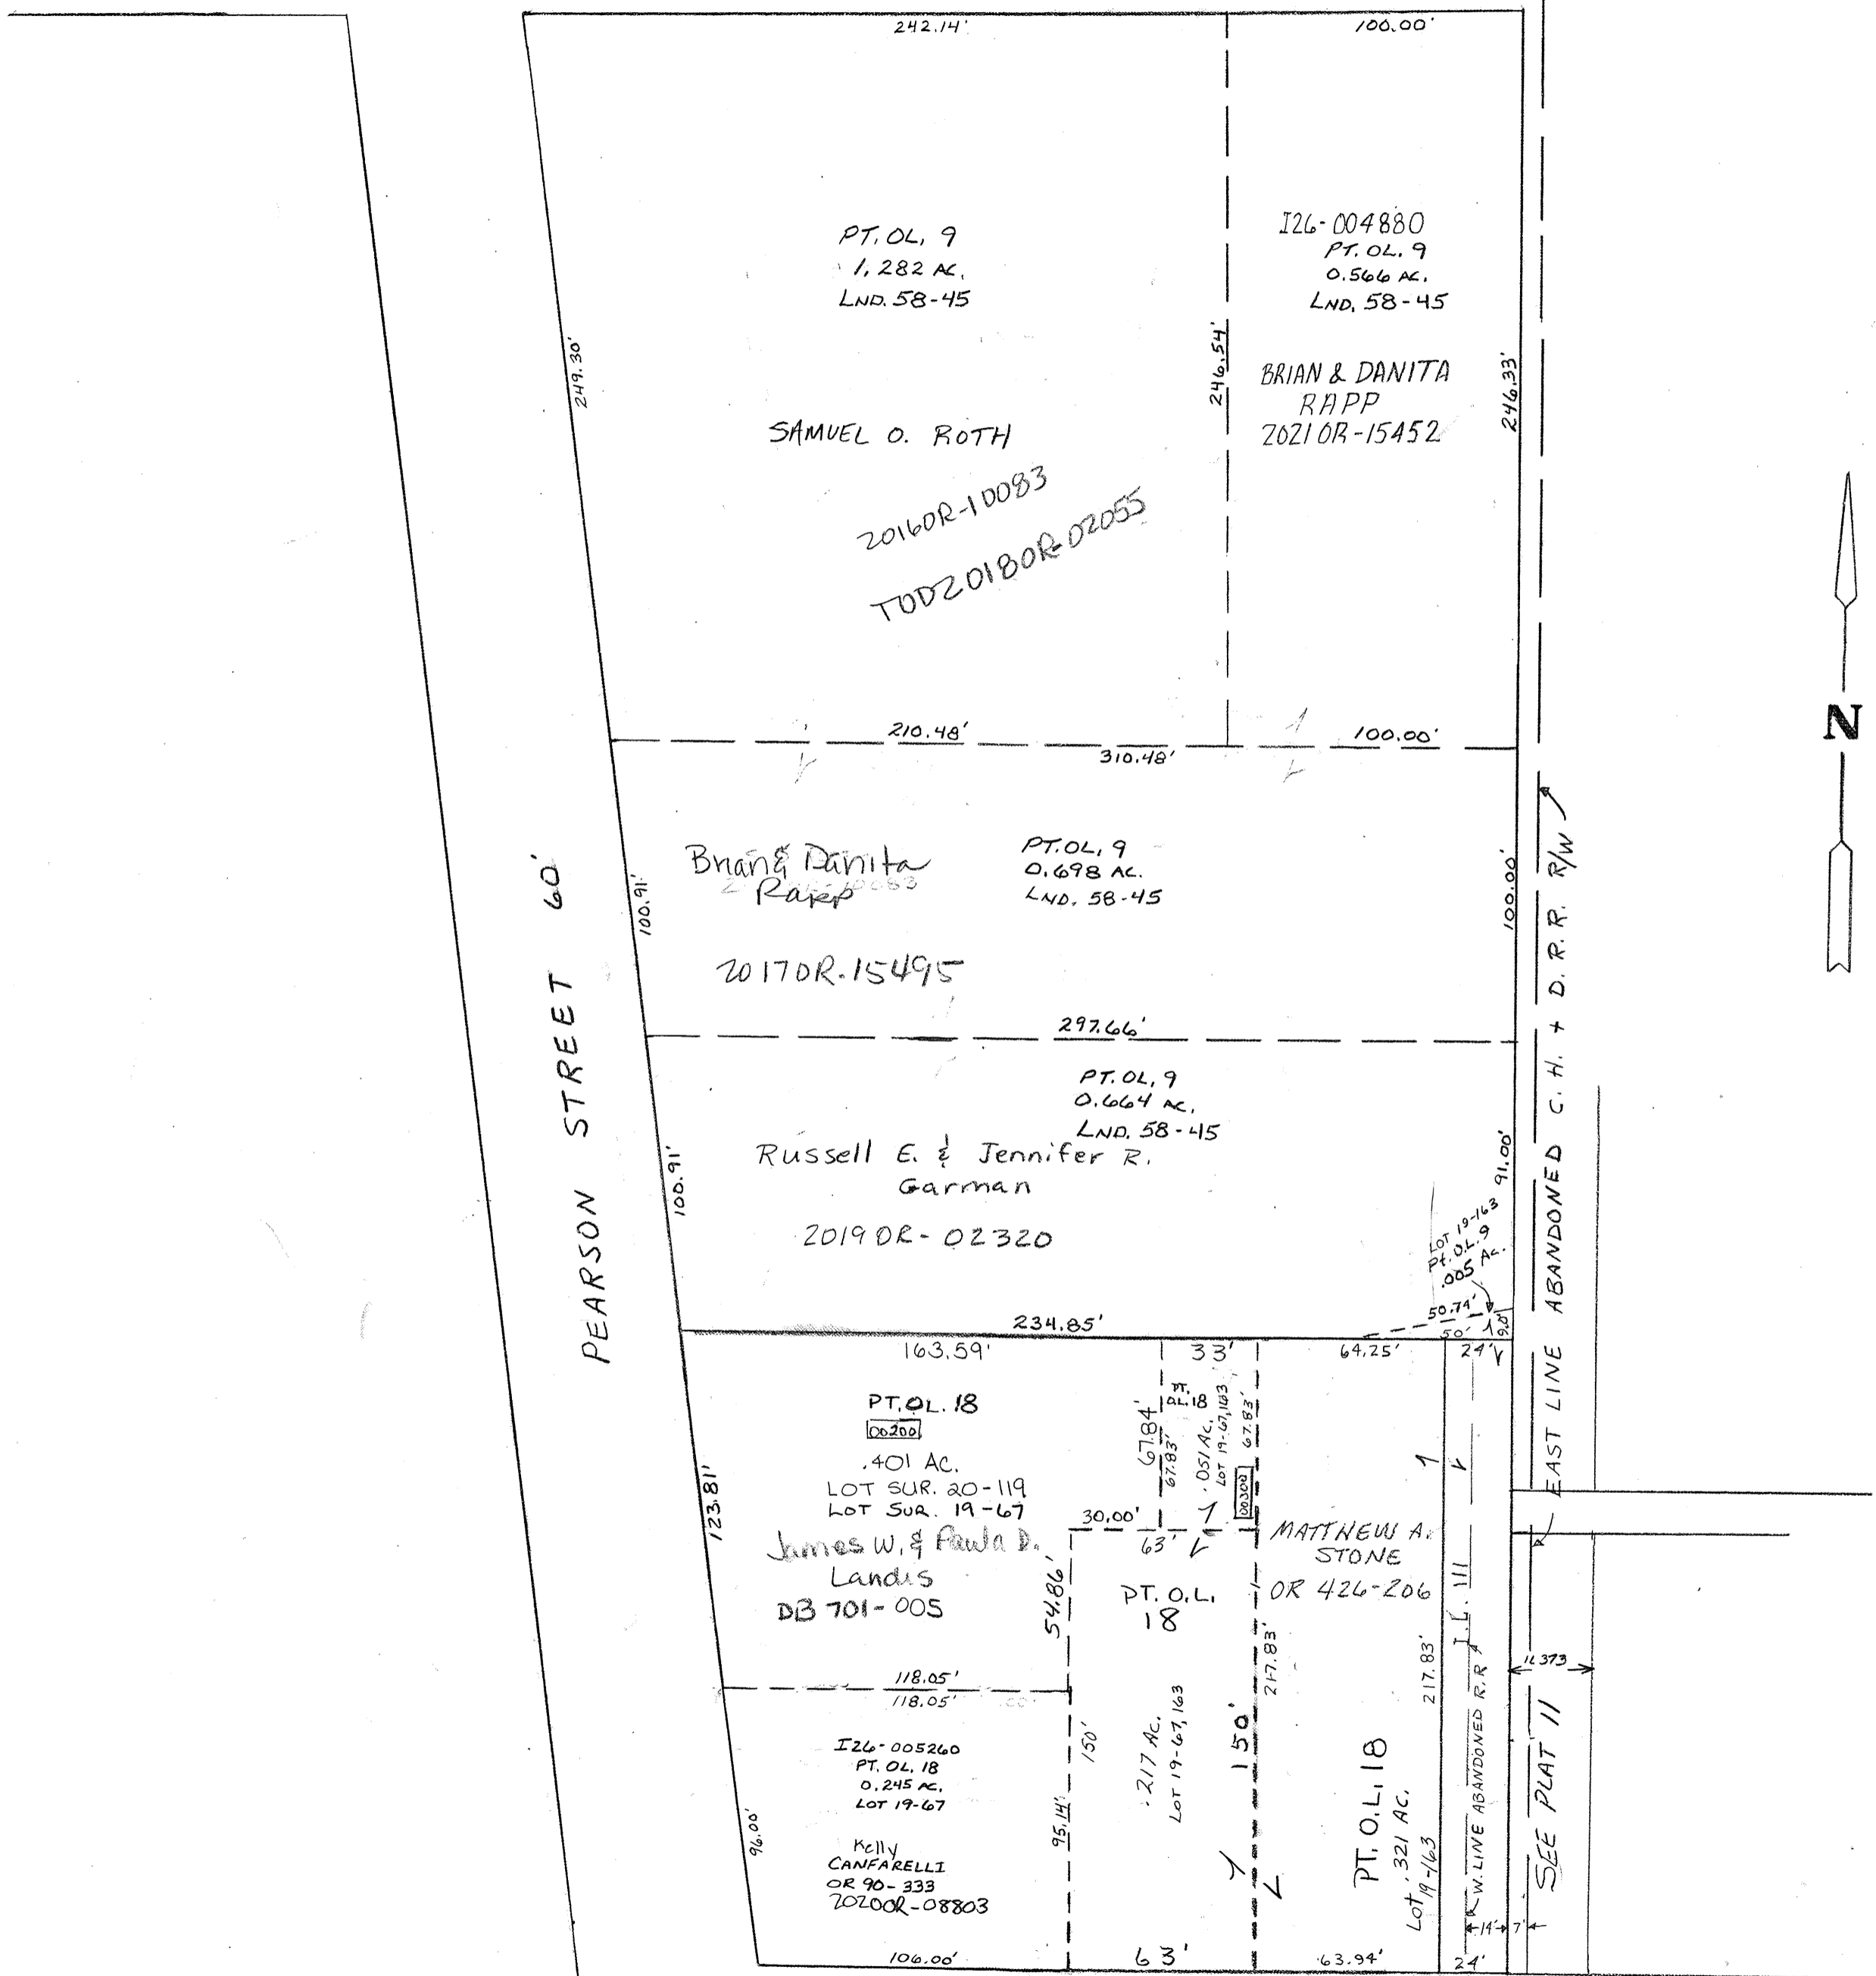 242.14'
100.00'
PT. OL. 9
1.282 AC.
LND. 58-45
I26-004880
PT. OL. 9
0.566 AC.
LND. 58-45
249.30'
246.54'
246.33'
BRIAN & DANITA
RAPP
2021 OR-15452
SAMUEL O. ROTH
2016OR-10083
TOD2018OR-02055
210.48'
100.00'
310.48'
N
Brian & Danita
Rapp
PT. OL. 9
0.698 AC.
LND. 58-45
100.91'
100.00'
2017OR-15495
PEARSON STREET 60'
297.66'
PT. OL. 9
0.664 AC.
LND. 58-45
Russell E. & Jennifer R.
Garman
2019OR-02320
100.91'
91.00'
LOT 19-163
Pt. O.L. 9
.005 AC.
50.74'
50'
9.0'
EAST LINE ABANDONED C. H. + D. R. R. R/W
234.85'
163.59'
33'
64.25'
24'
PT. OL. 18
00200
.401 AC.
LOT SUR. 20-119
LOT SUR. 19-67
James W. & Paula D.
Landis
DB 701-005
123.81'
67.84'
67.83'
.051 AC.
LOT 19-67,163
67.83'
00300
30.00'
63'
54.86'
PT. O.L.
18
MATTHEW A.
STONE
OR 426-206
217.83'
217.83'
I.L. 111
118.05'
118.05'
I26-005260
PT. OL. 18
0.245 AC.
LOT 19-67
Kelly
CANFARELLI
OR 90-333
2020OR-08803
96.00'
150'
95.14'
.217 AC.
LOT 19-67,163
150'
PT. O.L. 18
.321 AC.
Lot 19-163
W. LINE ABANDONED R.R.
IL 373
SEE PLAT 11
14'
7'
106.00'
63'
63.94'
24'